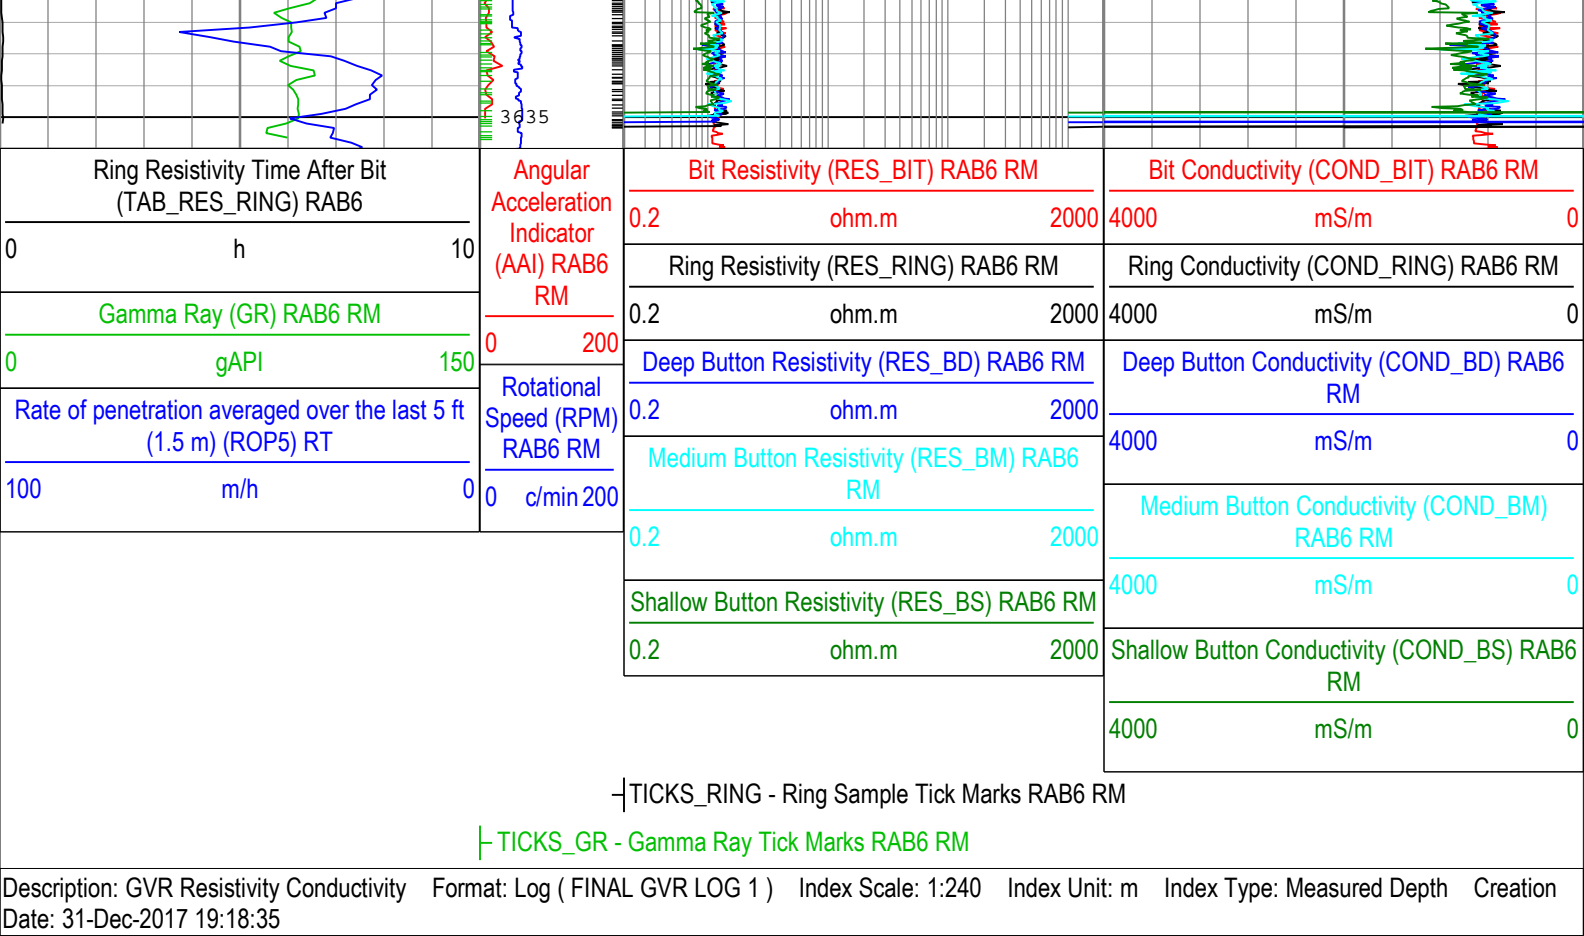 3635
Ring Resistivity Time After Bit
(TAB_RES_RING) RAB6
0 h 10
Gamma Ray (GR) RAB6 RM
0 gAPI 150
Rate of penetration averaged over the last 5 ft
(1.5 m) (ROP5) RT
100 m/h 0
Angular
Acceleration
Indicator
(AAI) RAB6
RM
0 200
Rotational
Speed (RPM)
RAB6 RM
0 c/min 200
Bit Resistivity (RES_BIT) RAB6 RM
0.2 ohm.m 2000
Ring Resistivity (RES_RING) RAB6 RM
0.2 ohm.m 2000
Deep Button Resistivity (RES_BD) RAB6 RM
0.2 ohm.m 2000
Medium Button Resistivity (RES_BM) RAB6
RM
0.2 ohm.m 2000
Shallow Button Resistivity (RES_BS) RAB6 RM
0.2 ohm.m 2000
Bit Conductivity (COND_BIT) RAB6 RM
4000 mS/m 0
Ring Conductivity (COND_RING) RAB6 RM
4000 mS/m 0
Deep Button Conductivity (COND_BD) RAB6
RM
4000 mS/m 0
Medium Button Conductivity (COND_BM)
RAB6 RM
4000 mS/m 0
Shallow Button Conductivity (COND_BS) RAB6
RM
4000 mS/m 0
TICKS_RING - Ring Sample Tick Marks RAB6 RM
TICKS_GR - Gamma Ray Tick Marks RAB6 RM
Description: GVR Resistivity Conductivity Format: Log ( FINAL GVR LOG 1 ) Index Scale: 1:240 Index Unit: m Index Type: Measured Depth Creation
Date: 31-Dec-2017 19:18:35